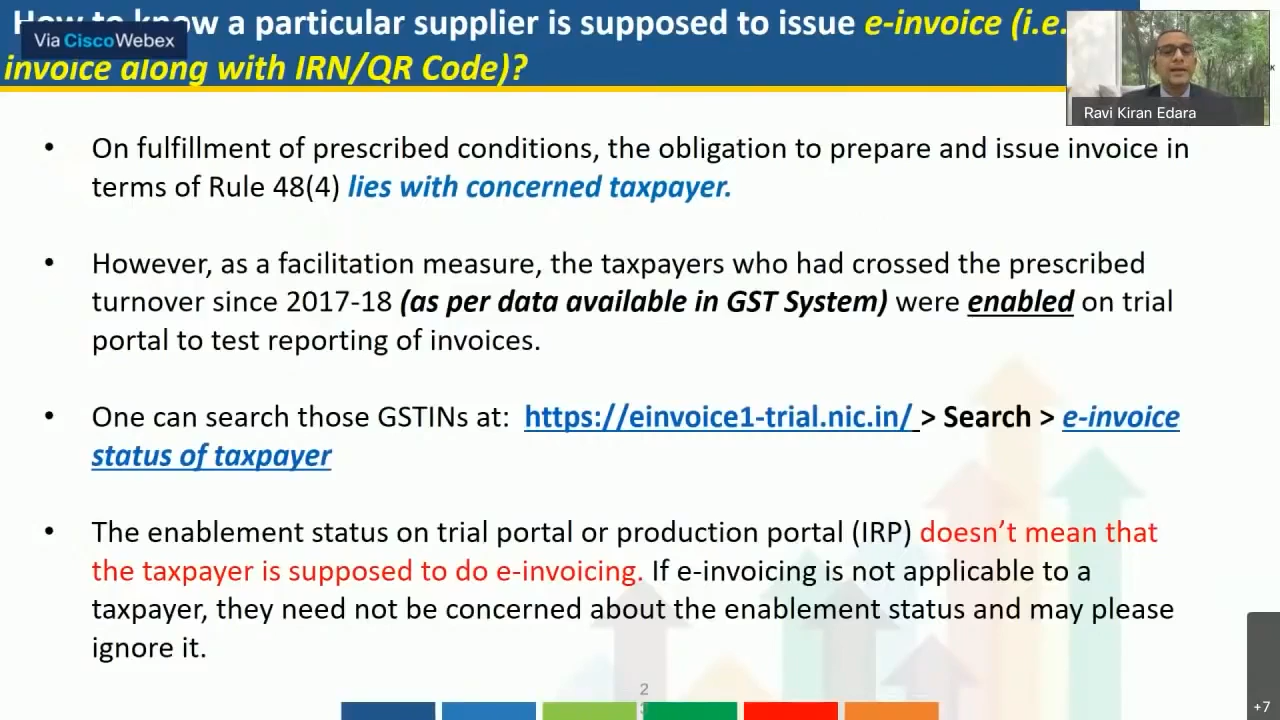 How to know a particular supplier is supposed to issue e-invoice (i.e.
Via Cisco Webex
invoice along with IRN/QR Code)?
Ravi Kiran Edara
• On fulfillment of prescribed conditions, the obligation to prepare and issue invoice in
terms of Rule 48(4) lies with concerned taxpayer.
• However, as a facilitation measure, the taxpayers who had crossed the prescribed
turnover since 2017-18 (as per data available in GST System) were enabled on trial
portal to test reporting of invoices.
• One can search those GSTINs at: https://einvoice1-trial.nic.in/ > Search > e-invoice
status of taxpayer
• The enablement status on trial portal or production portal (IRP) doesn’t mean that
the taxpayer is supposed to do e-invoicing. If e-invoicing is not applicable to a
taxpayer, they need not be concerned about the enablement status and may please
ignore it.
2
+7